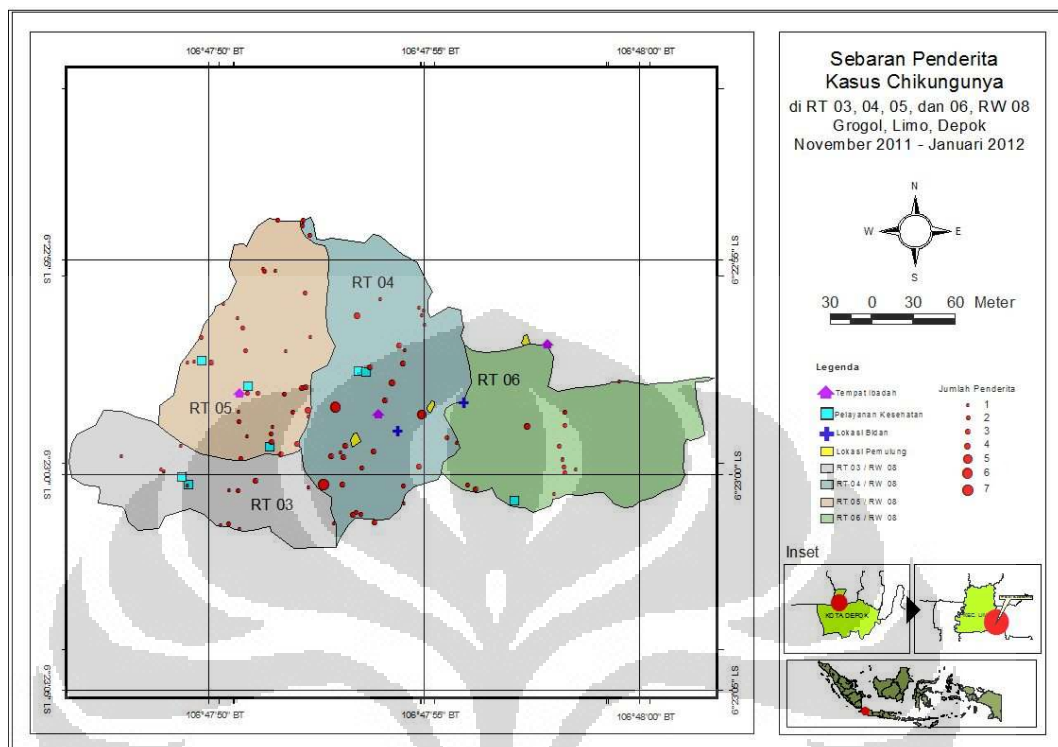 106°47'50" BT
106°47'55" BT
106°48'00" BT
6°22'55" LS
6°22'55" LS
RT 04
RT 06
RT 05
RT 03
6°23'00" LS
6°23'00" LS
6°23'05" LS
6°23'05" LS
106°47'50" BT
106°47'55" BT
106°48'00" BT
Sebaran Penderita
Kasus Chikungunya
di RT 03, 04, 05, dan 06, RW 08
Grogol, Limo, Depok
November 2011 - Januari 2012
N
W
E
S
30 0 30 60 Meter
Legenda
Tempat Ibadan
Pelayanan Kesehatan
Lokasi Bidan
Lokasi Pemulung
RT 03 / RW 08
RT 04 / RW 08
RT 05 / RW 08
RT 06 / RW 08
Jumlah Penderita
1
2
3
4
5
6
7
Inset
KOTA DEPOK